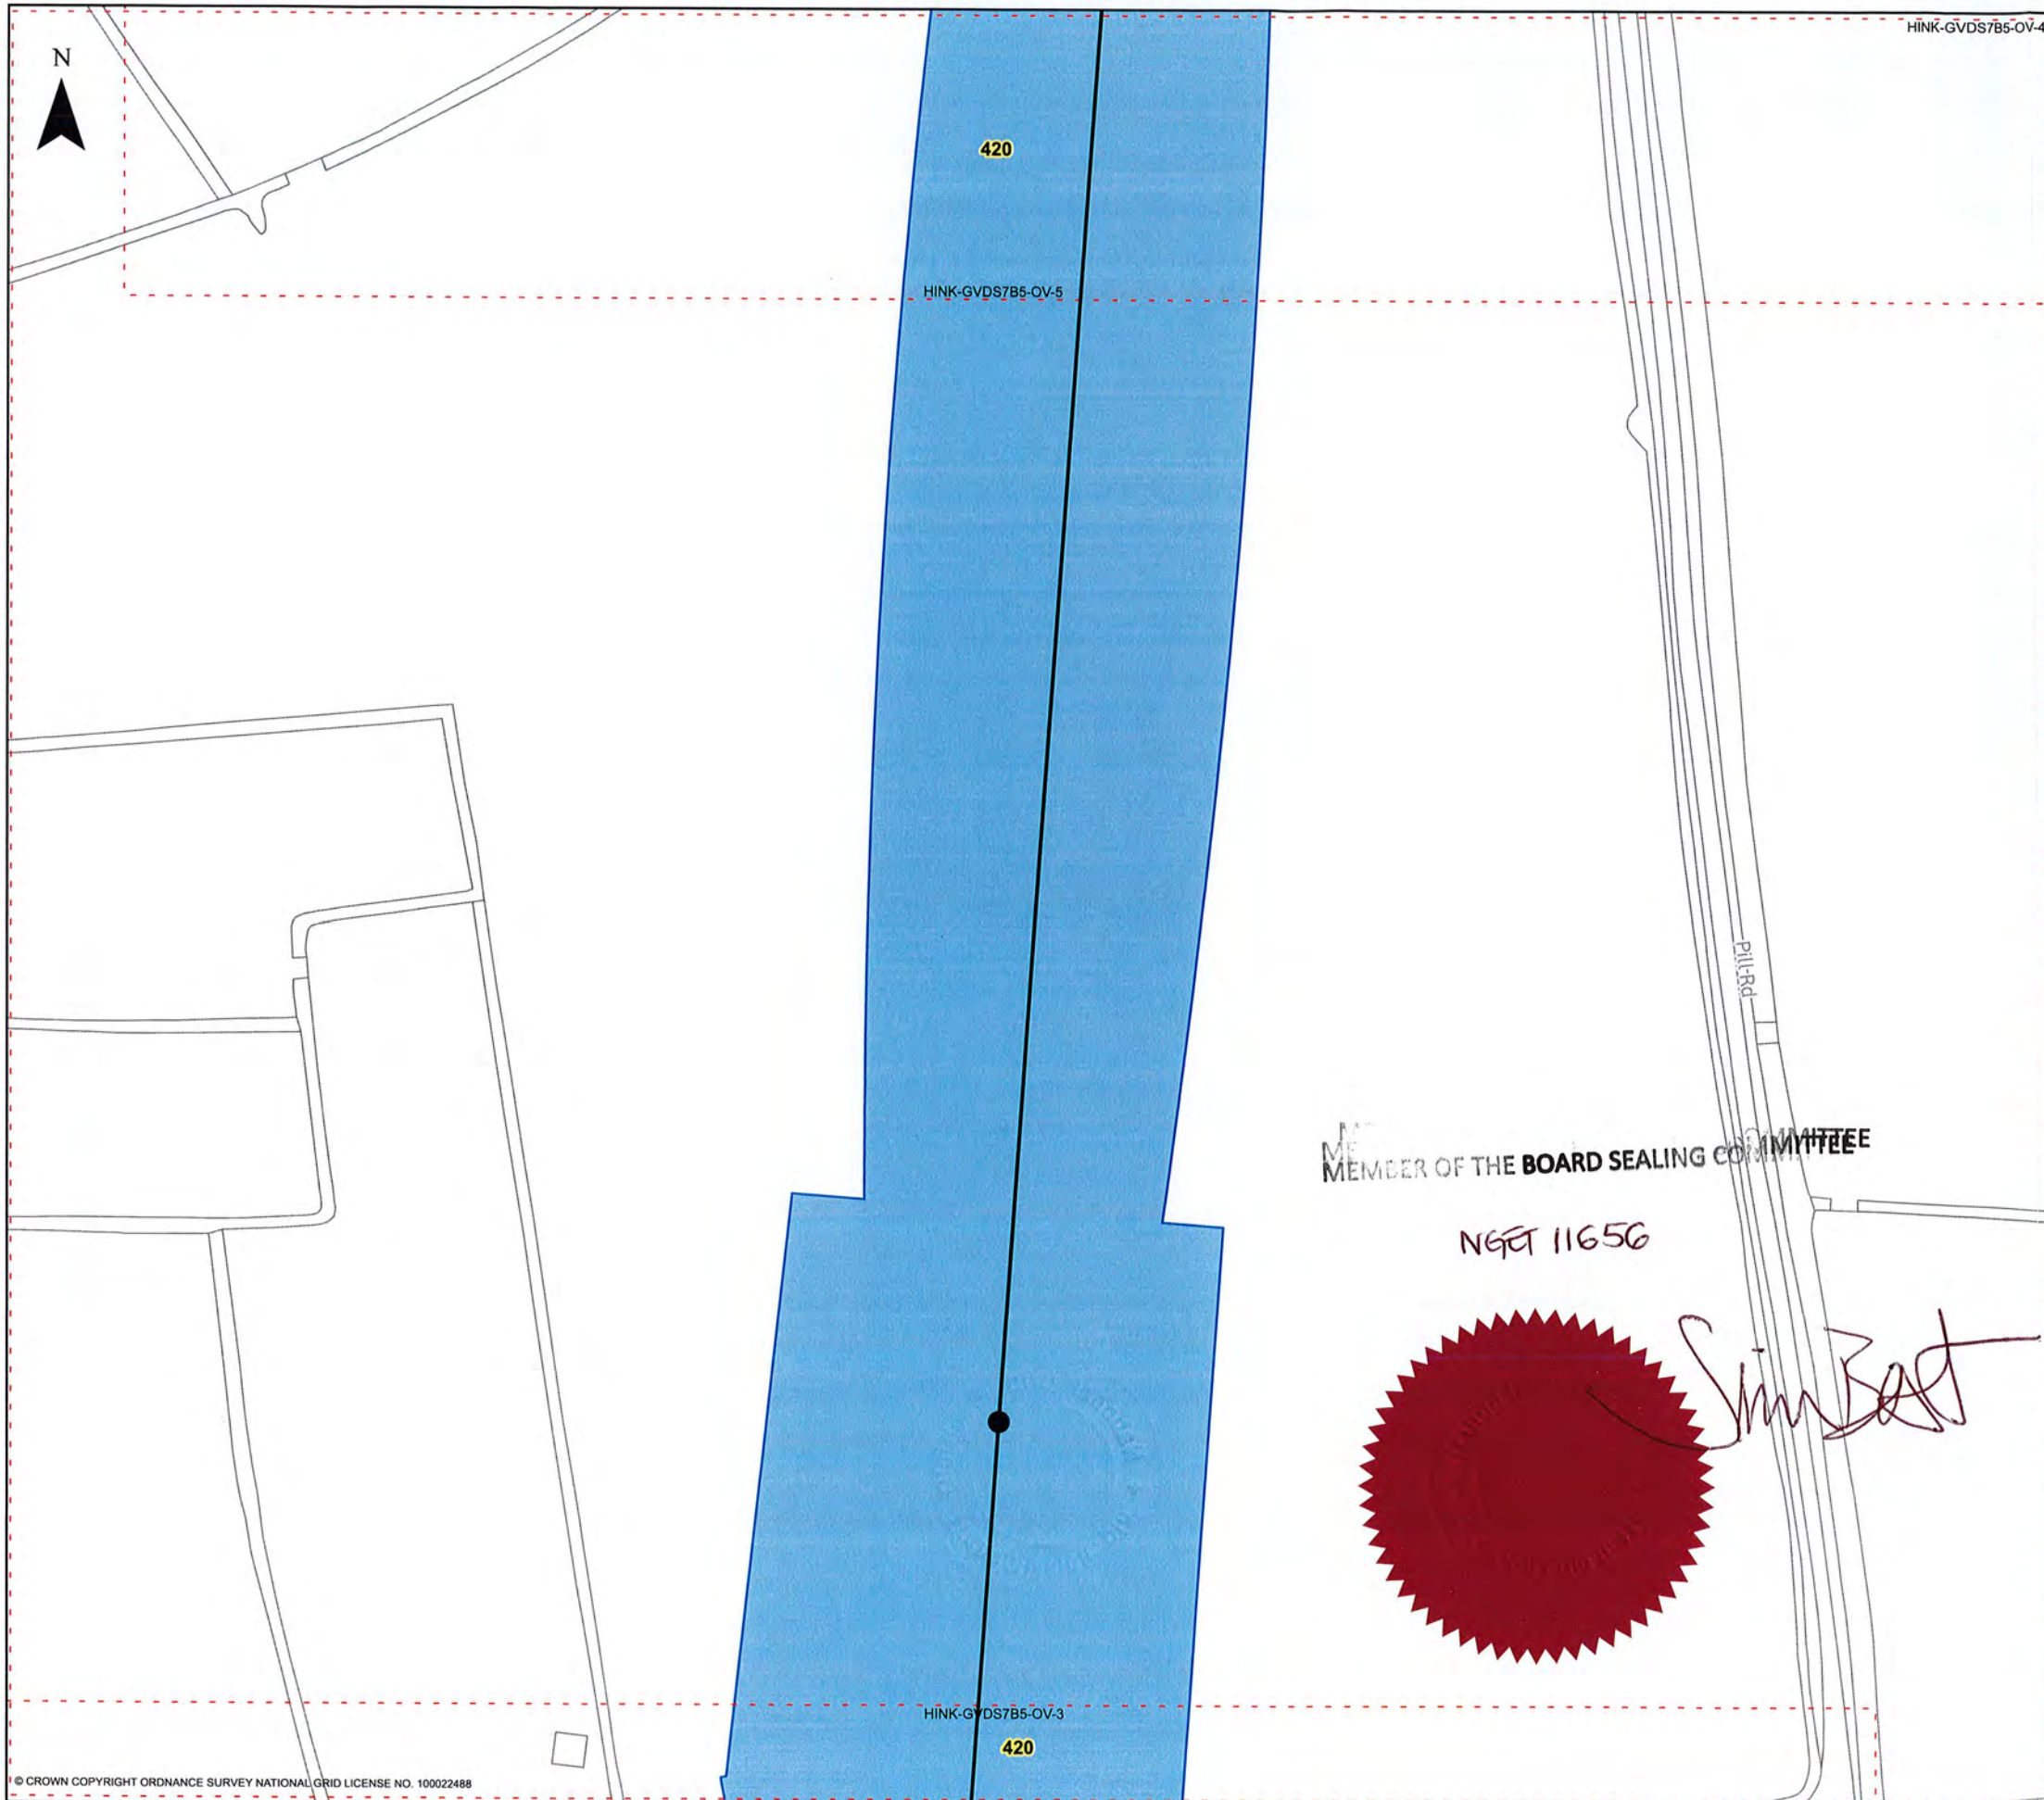 HINK-GVDS7B5-OV-4
N
420
HINK-GVDS7B5-OV-5
Pill Rd
MEMBER OF THE BOARD SEALING COMMITTEE
NGET 11656
HINK-GVDS7B5-OV-3
420
© CROWN COPYRIGHT ORDNANCE SURVEY NATIONAL GRID LICENSE NO. 100022488